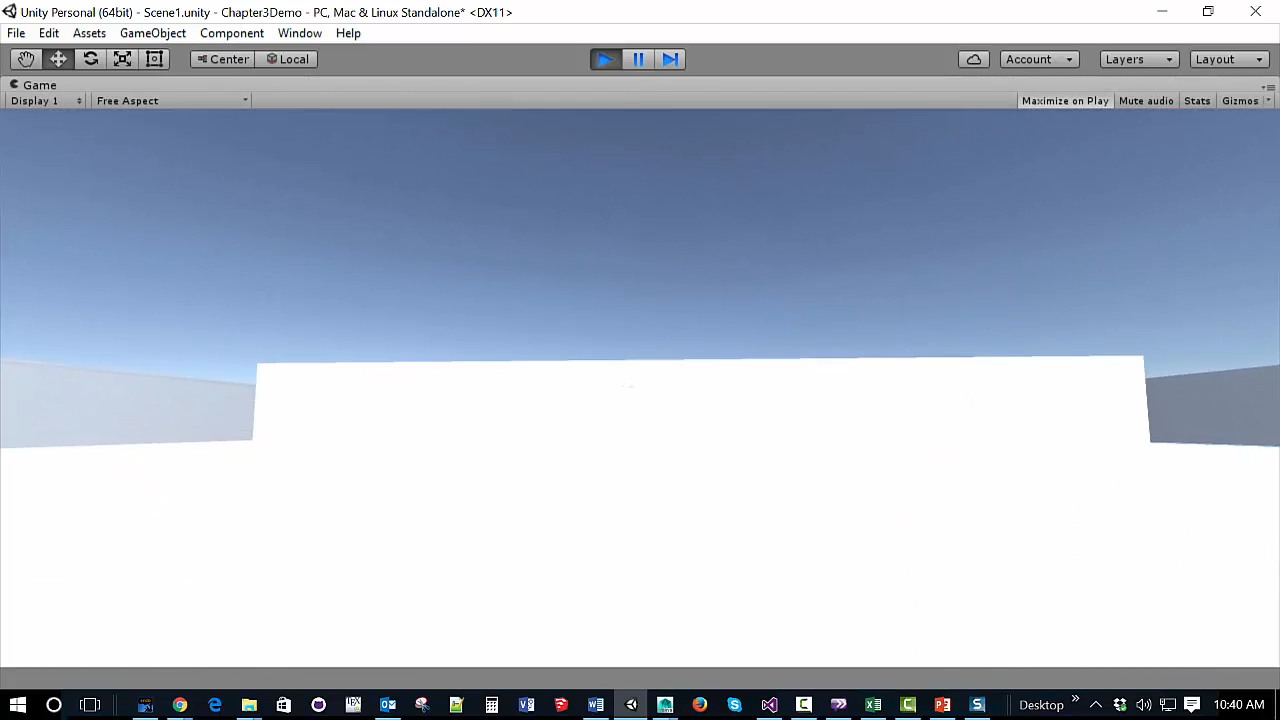 Unity Personal (64bit) - Scene1.unity - Chapter3Demo - PC, Mac & Linux Standalone* <DX11>
File Edit Assets GameObject Component Window Help
Center Local Account Layers Layout
Game
Display 1 Free Aspect Maximize on Play Mute audio Stats Gizmos
Desktop 10:40 AM